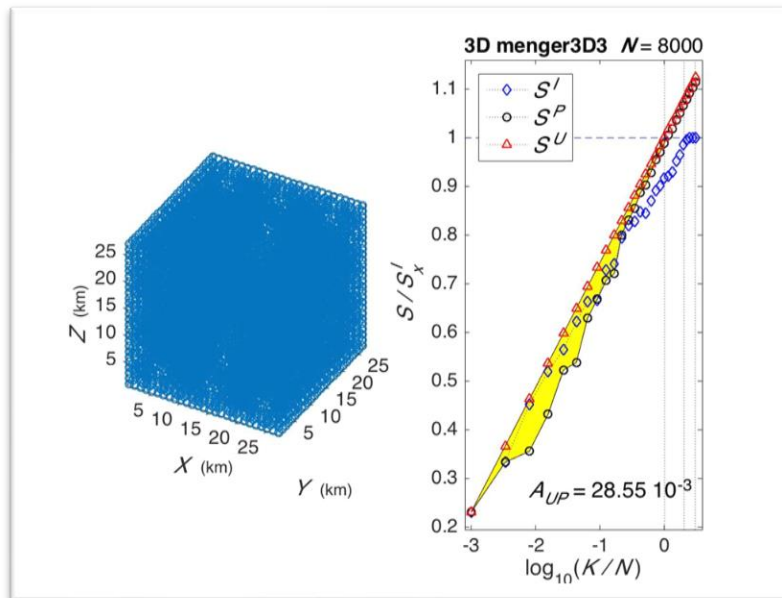 3D menger3D3 N = 8000
S^I
S^P
S^U
1.1
1
0.9
0.8
0.7
0.6
0.5
0.4
0.3
0.2
S / S_x^I
A_UP = 28.55 10^-3
-3 -2 -1 0
log_10(K/N)
25
20
15
10
5
Z (km)
5 10 15 20 25
X (km)
5 10 15 20 25
Y (km)